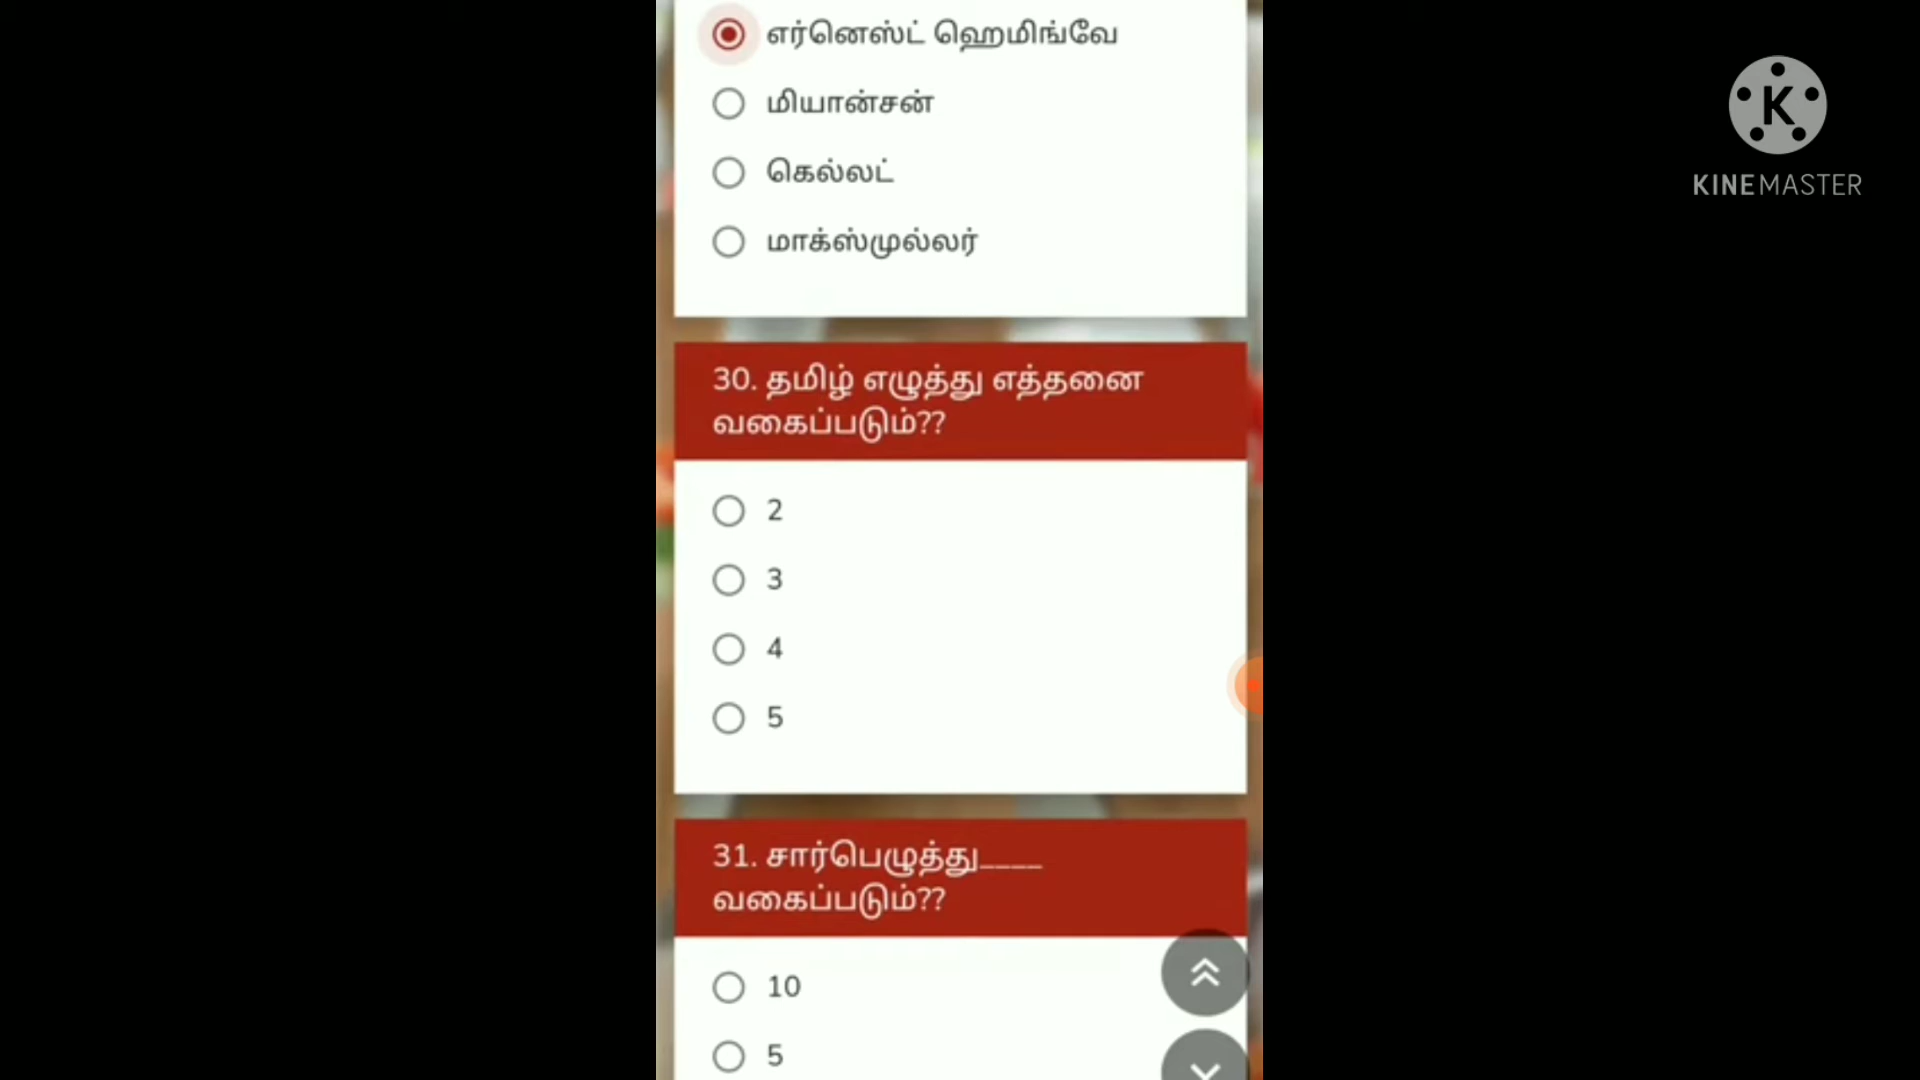 எர்னெஸ்ட் ஹெமிங்வே
மியான்சன்
கெல்லட்
மாக்ஸ்முல்லர்
30. தமிழ் எழுத்து எத்தனை
வகைப்படும்??
2
3
4
5
31. சார்பெழுத்து____
வகைப்படும்??
10
5
K
KINEMASTER